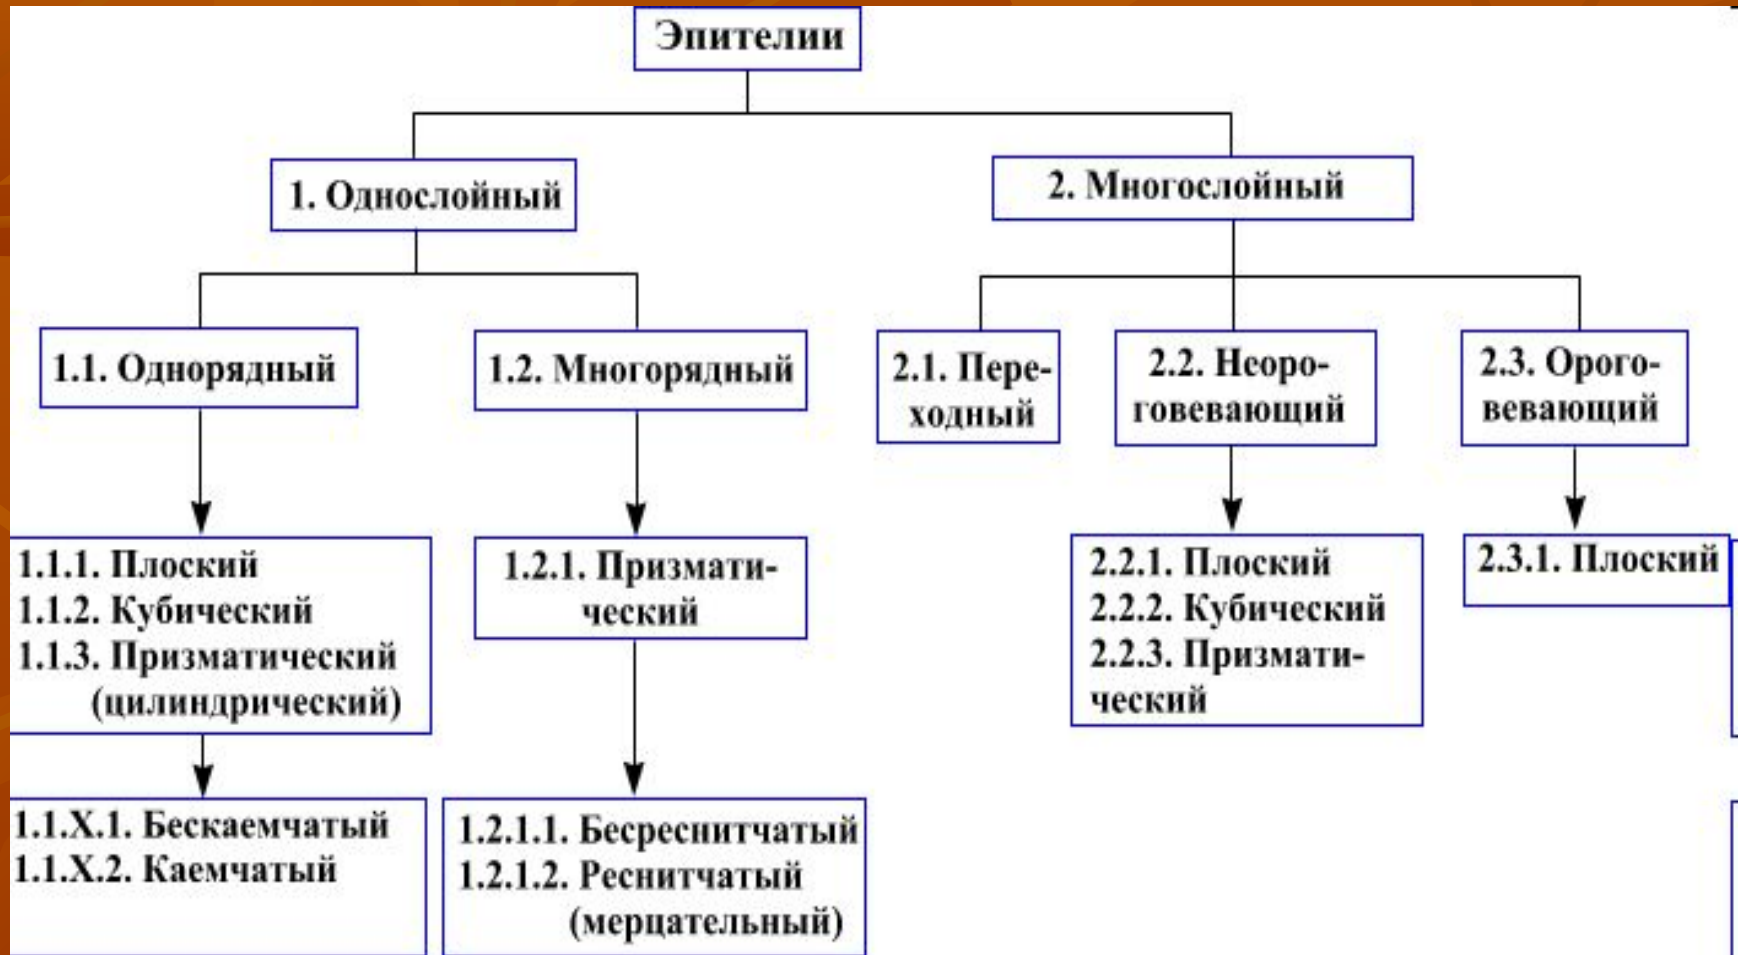 Эпителии
1. Однослойный
2. Многослойный
1.1. Однорядный
1.2. Многорядный
2.1. Пере-
ходный
2.2. Неоро-
говевающий
2.3. Орого-
вевающий
1.1.1. Плоский
1.1.2. Кубический
1.1.3. Призматический
(цилиндрический)
1.2.1. Призмати-
ческий
2.2.1. Плоский
2.2.2. Кубический
2.2.3. Призмати-
ческий
2.3.1. Плоский
1.1.X.1. Бескаемчатый
1.1.X.2. Каемчатый
1.2.1.1. Бесреснитчатый
1.2.1.2. Реснитчатый
(мерцательный)